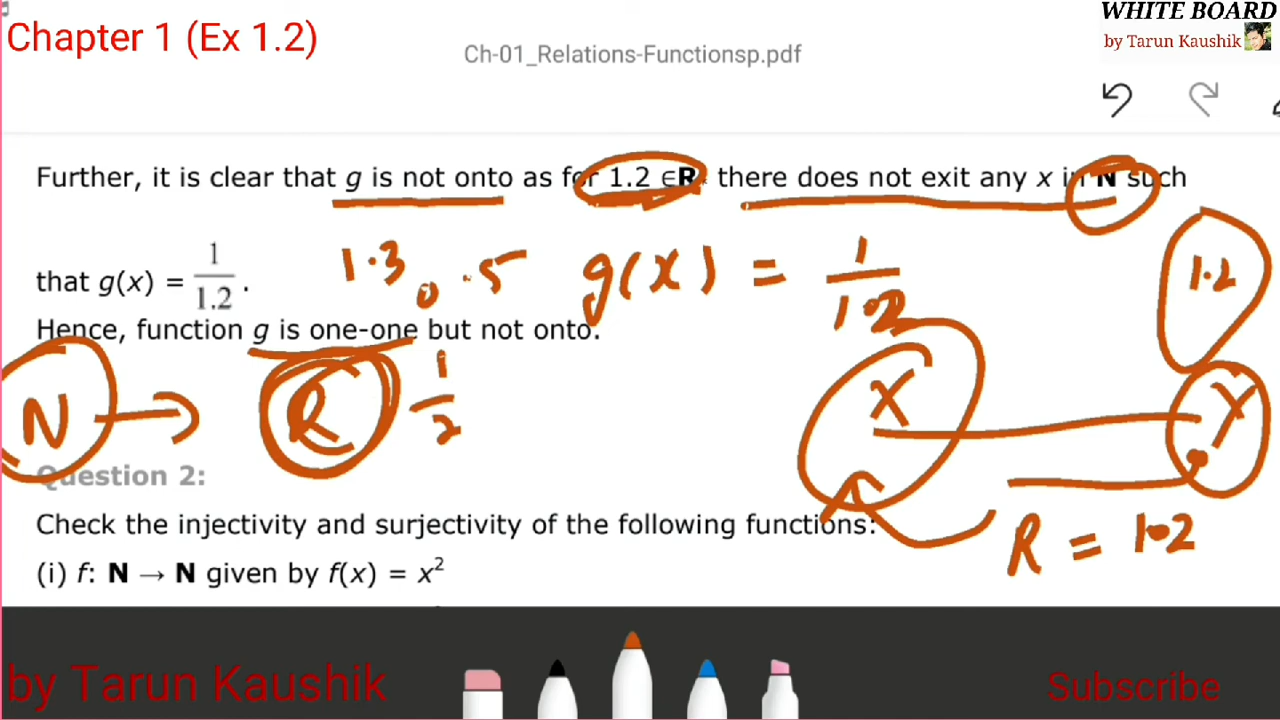 Chapter 1 (Ex 1.2)
Ch-01_Relations-Functionsp.pdf
WHITE BOARD
by Tarun Kaushik
Further, it is clear that g is not onto as for 1.2 ∈R there does not exit any x in N such
that g(x) = 1/1.2 .
1.3 0.5 g(x) = 1/1.2
1.2
Hence, function g is one-one but not onto.
N → R 1/2
X Y
R = 1.2
Question 2:
Check the injectivity and surjectivity of the following functions:
(i) f: N → N given by f(x) = x²
by Tarun Kaushik
Subscribe